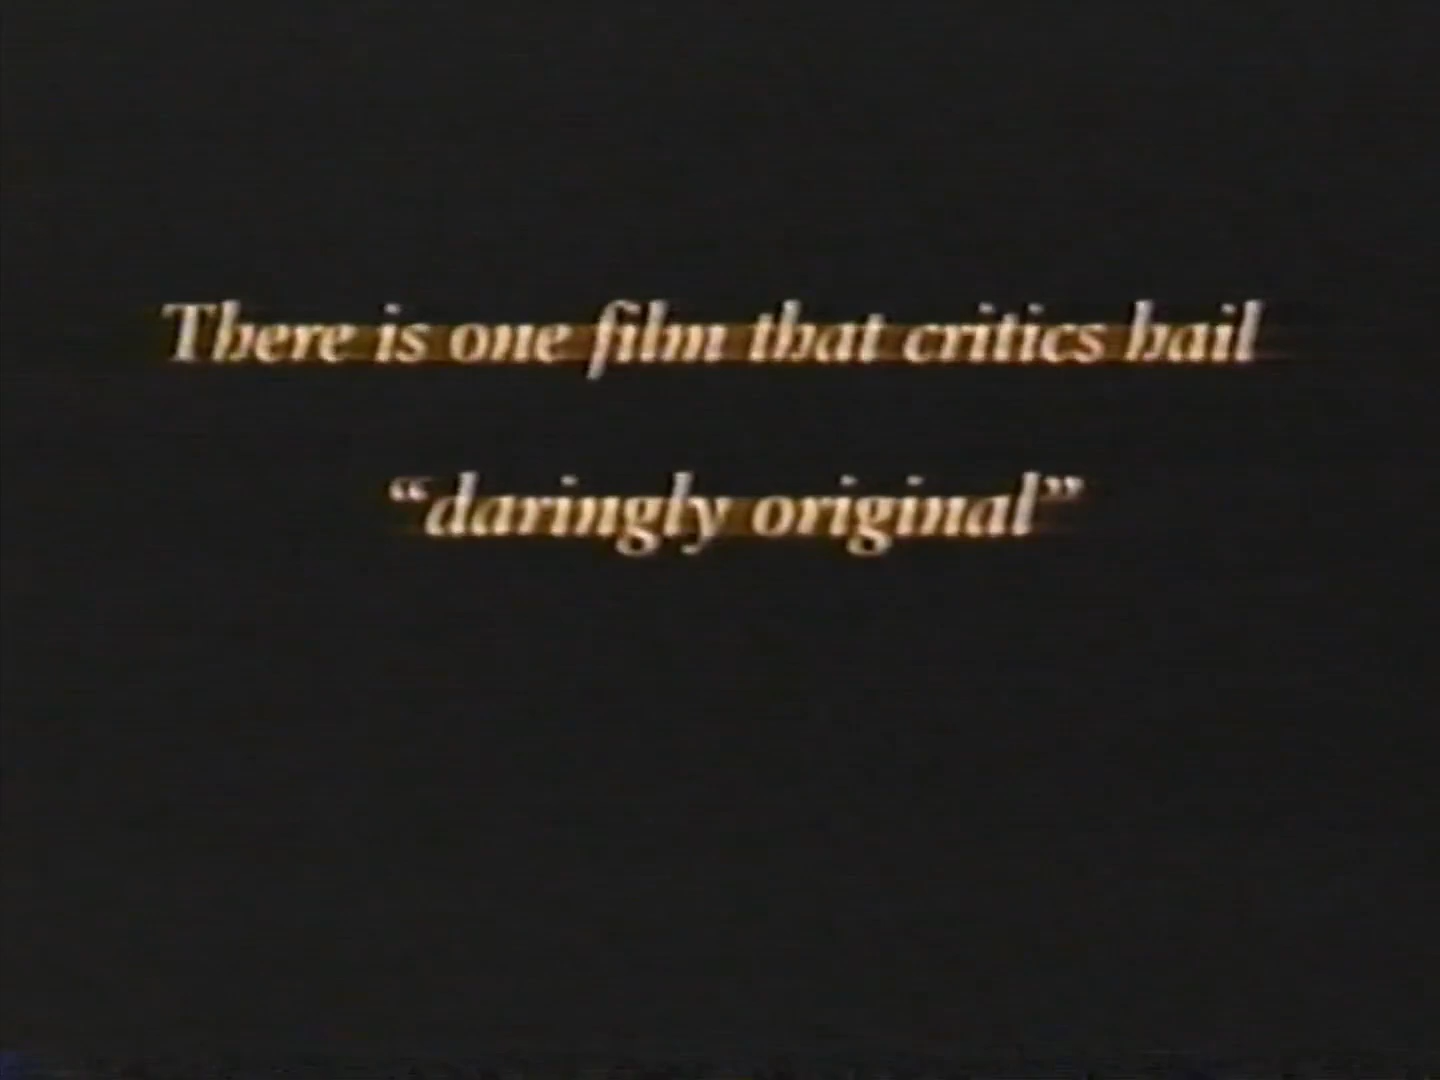 There is one film that critics hail
“daringly original”